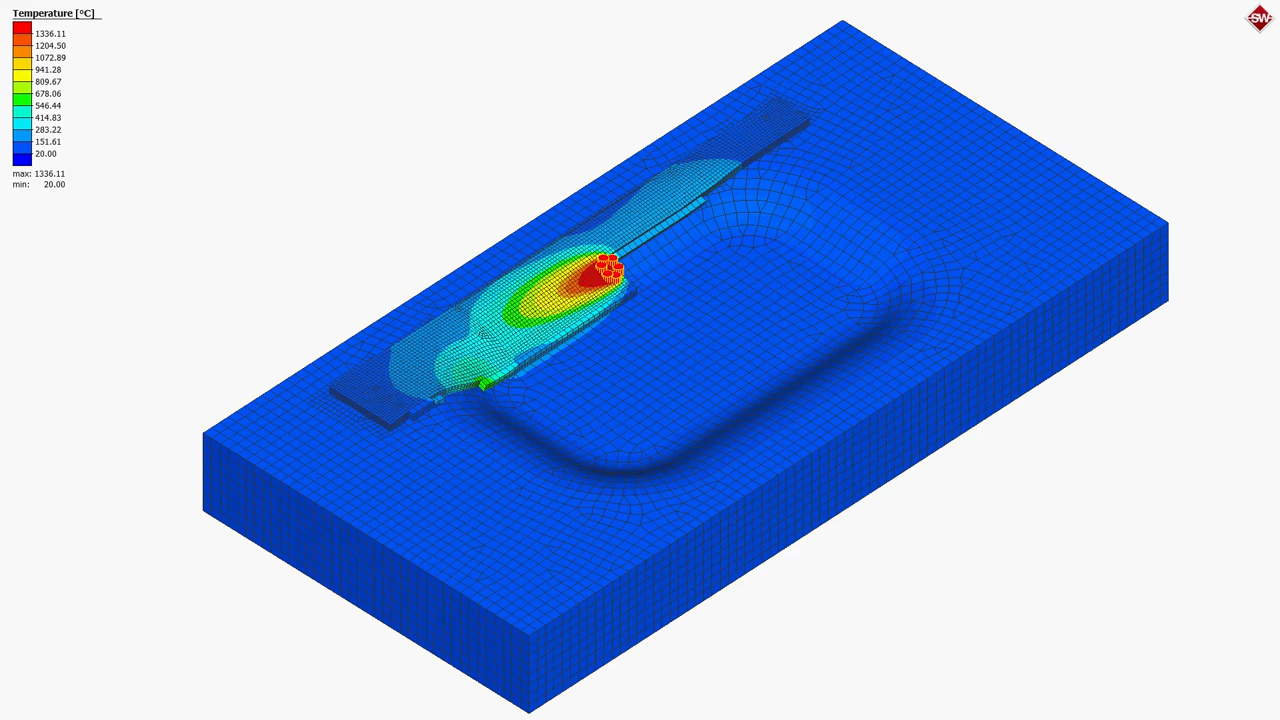 Temperature [°C]
1336.11
1204.50
1072.89
941.28
809.67
678.06
546.44
414.83
283.22
151.61
20.00
max: 1336.11
min: 20.00
SW